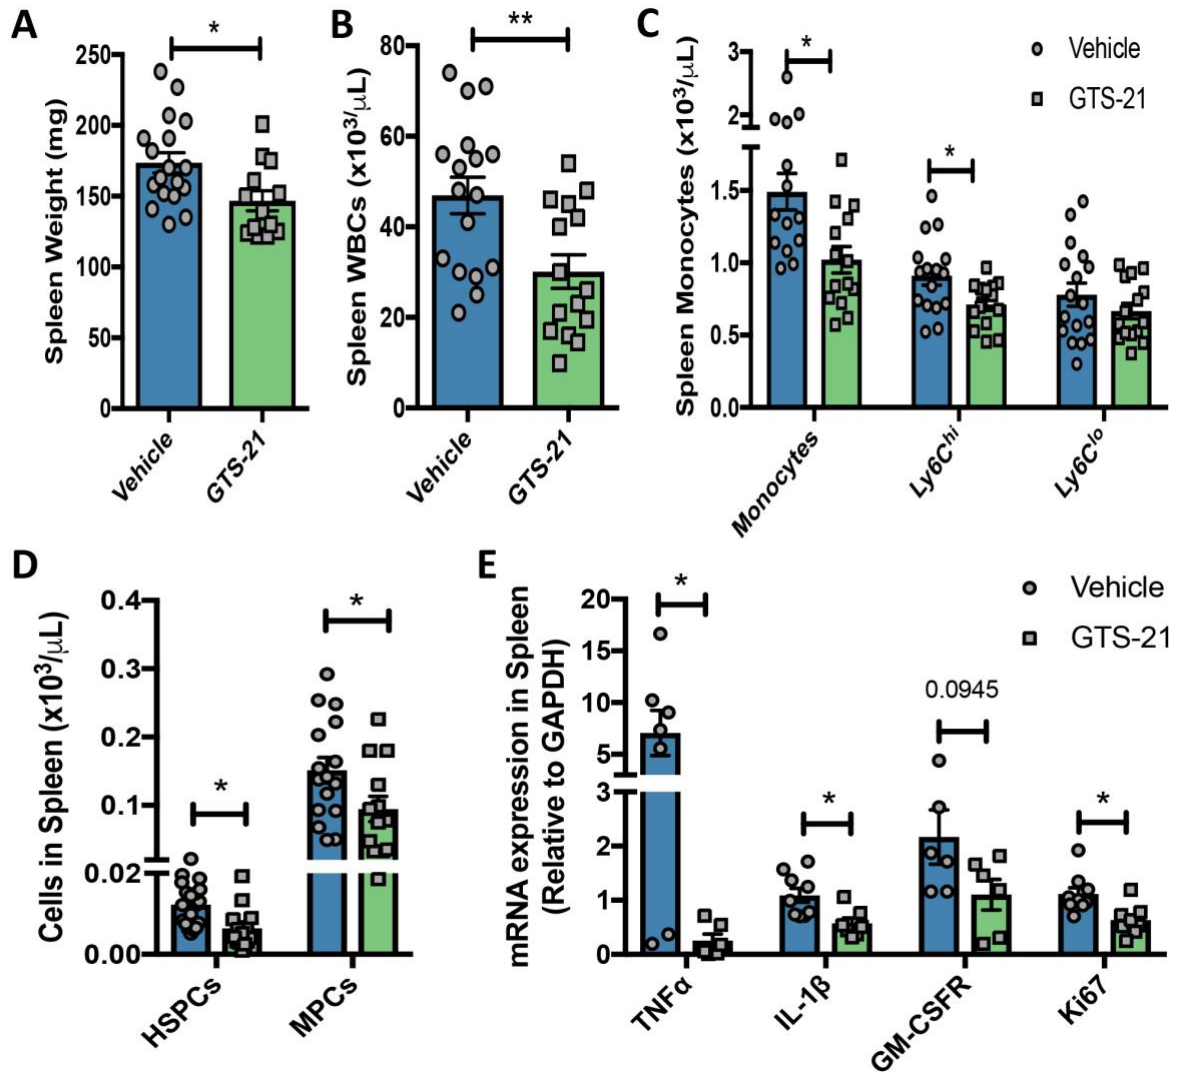 A
Spleen Weight (mg)
250
200
150
100
50
0
*
Vehicle
GTS-21
B
Spleen WBCs (x10³/μL)
80
60
40
20
0
**
Vehicle
GTS-21
C
Spleen Monocytes (x10³/μL)
3
2
1.5
1.0
0.5
0.0
*
*
Vehicle
GTS-21
Monocytes
Ly6Cʰⁱ
Ly6Cˡᵒ
D
Cells in Spleen (x10³/μL)
0.4
0.3
0.2
0.1
0.02
0.00
*
*
HSPCs
MPCs
E
mRNA expression in Spleen
(Relative to GAPDH)
20
15
10
5
3
2
1
0
*
*
0.0945
*
Vehicle
GTS-21
TNFα
IL-1β
GM-CSFR
Ki67